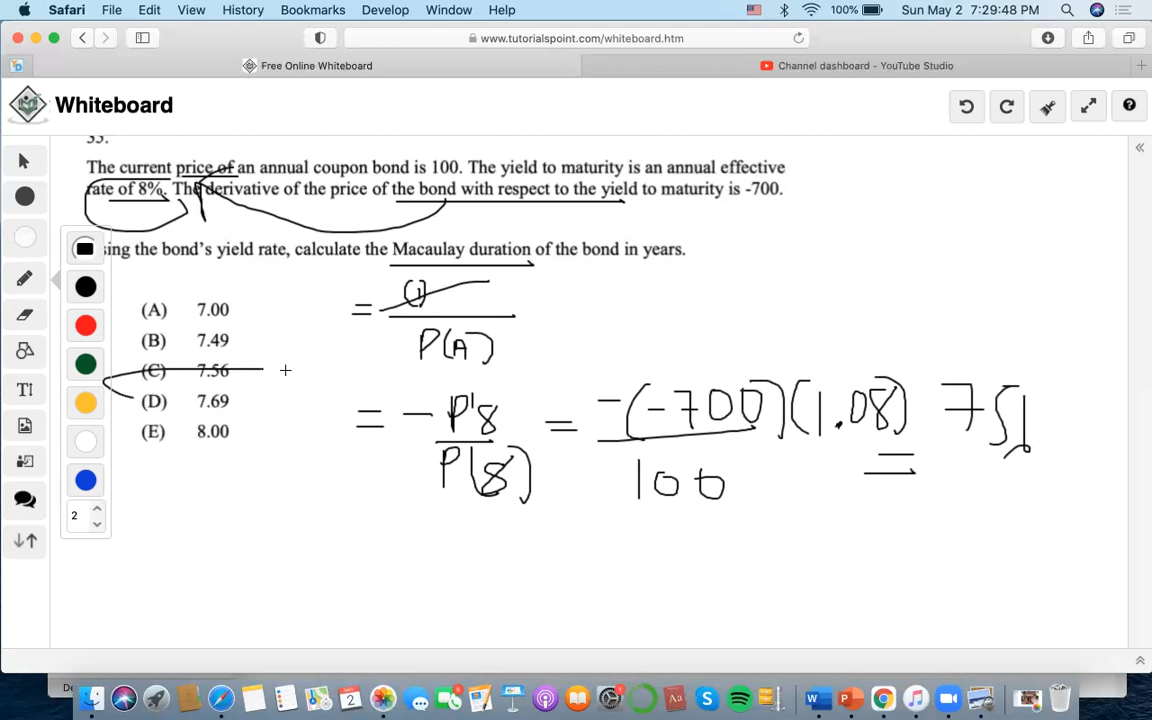 Safari File Edit View History Bookmarks Develop Window Help 100% Sun May 2 7:29:48 PM
www.tutorialspoint.com/whiteboard.htm
Free Online Whiteboard
Channel dashboard - YouTube Studio
Whiteboard
The current price of an annual coupon bond is 100. The yield to maturity is an annual effective
rate of 8%. The derivative of the price of the bond with respect to the yield to maturity is -700.
sing the bond's yield rate, calculate the Macaulay duration of the bond in years.
(A) 7.00
(B) 7.49
(C) 7.56
(D) 7.69
(E) 8.00
=
P(A)
= - P'8 = -(-700)(1.08)
P(8) 100
2